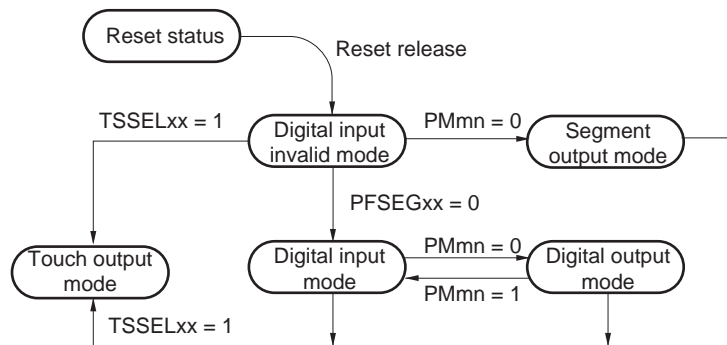 Reset status
Reset release
TSSELxx = 1
Digital input
invalid mode
PMmn = 0
Segment
output mode
PFSEGxx = 0
Touch output
mode
Digital input
mode
PMmn = 0
PMmn = 1
Digital output
mode
TSSELxx = 1